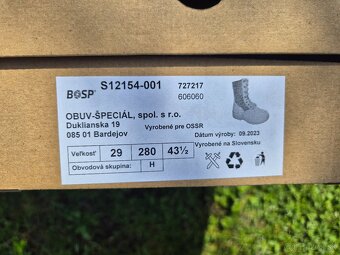 BOSP S12154-001 727217
606060
OBUV-ŠPECIÁL, spol. s r.o.
Duklianska 19
085 01 Bardejov
Vyrobené pre OSSR
Dátum výroby: 09.2023
Vyrobené na Slovensku
Veľkosť 29 280 43½
Obvodová skupina: H